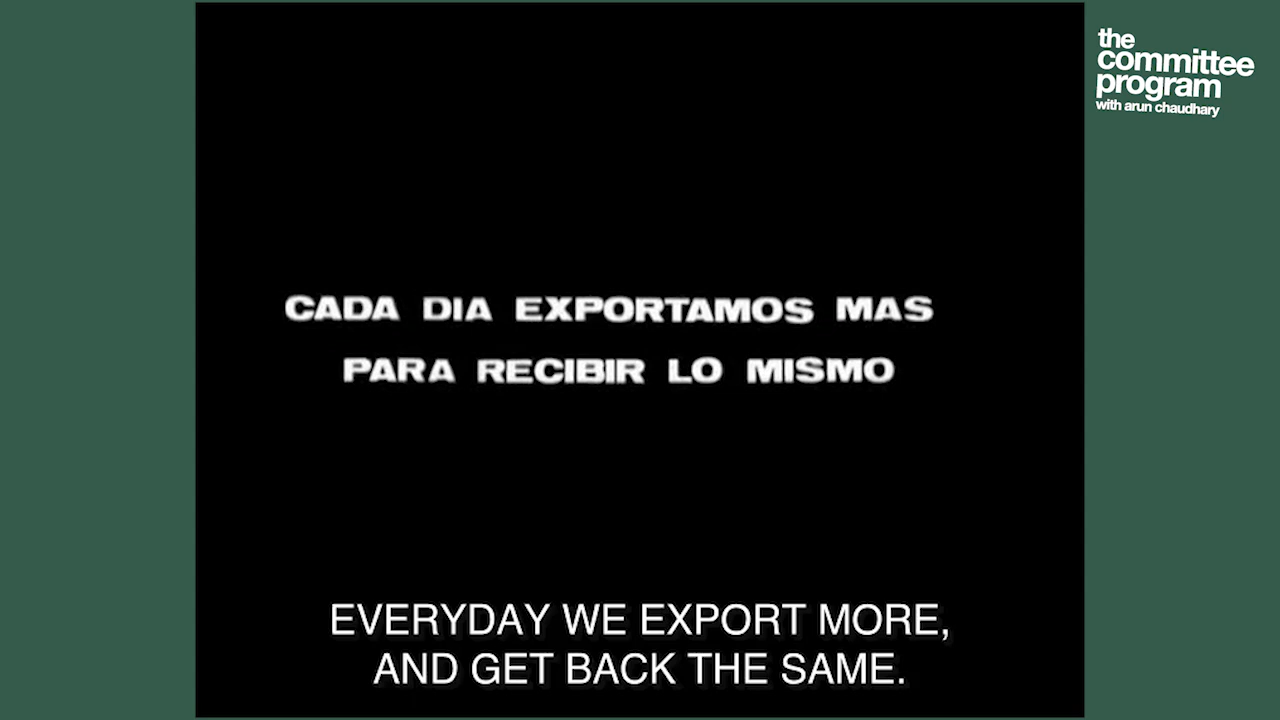 the
committee
program
with arun chaudhary
CADA DIA EXPORTAMOS MAS
PARA RECIBIR LO MISMO
EVERYDAY WE EXPORT MORE,
AND GET BACK THE SAME.